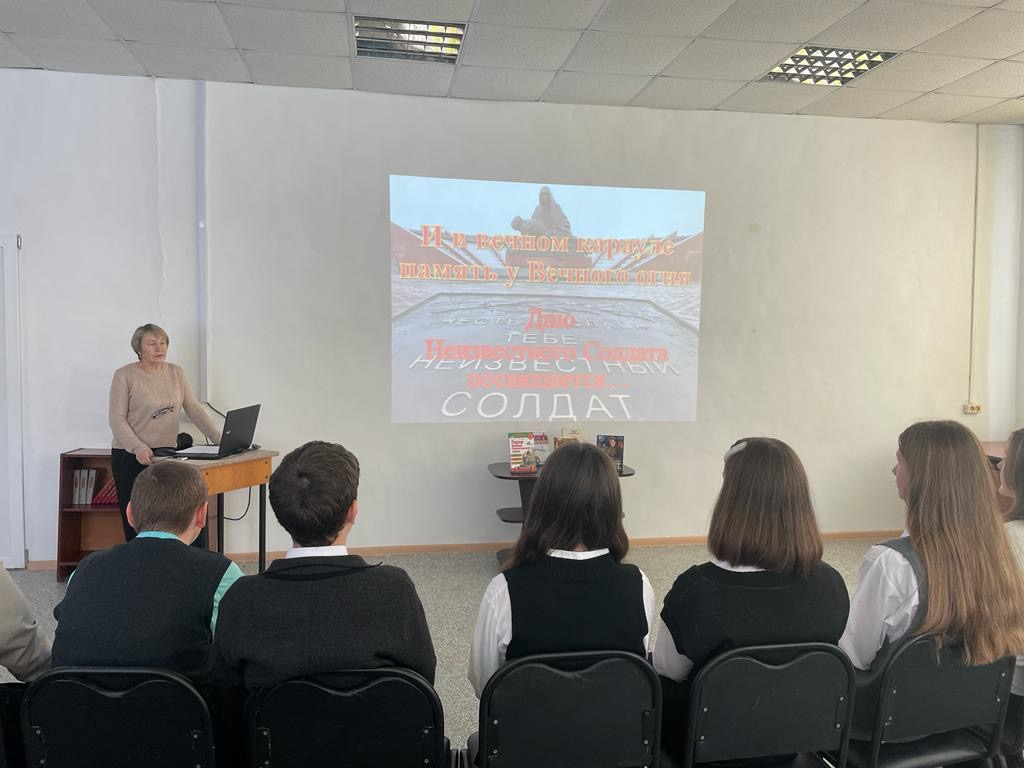 И в вечном карауле
память у Вечного огня
Дню
Неизвестного Солдата
посвящается...
ТЕБЕ
НЕИЗВЕСТНЫЙ
СОЛДАТ